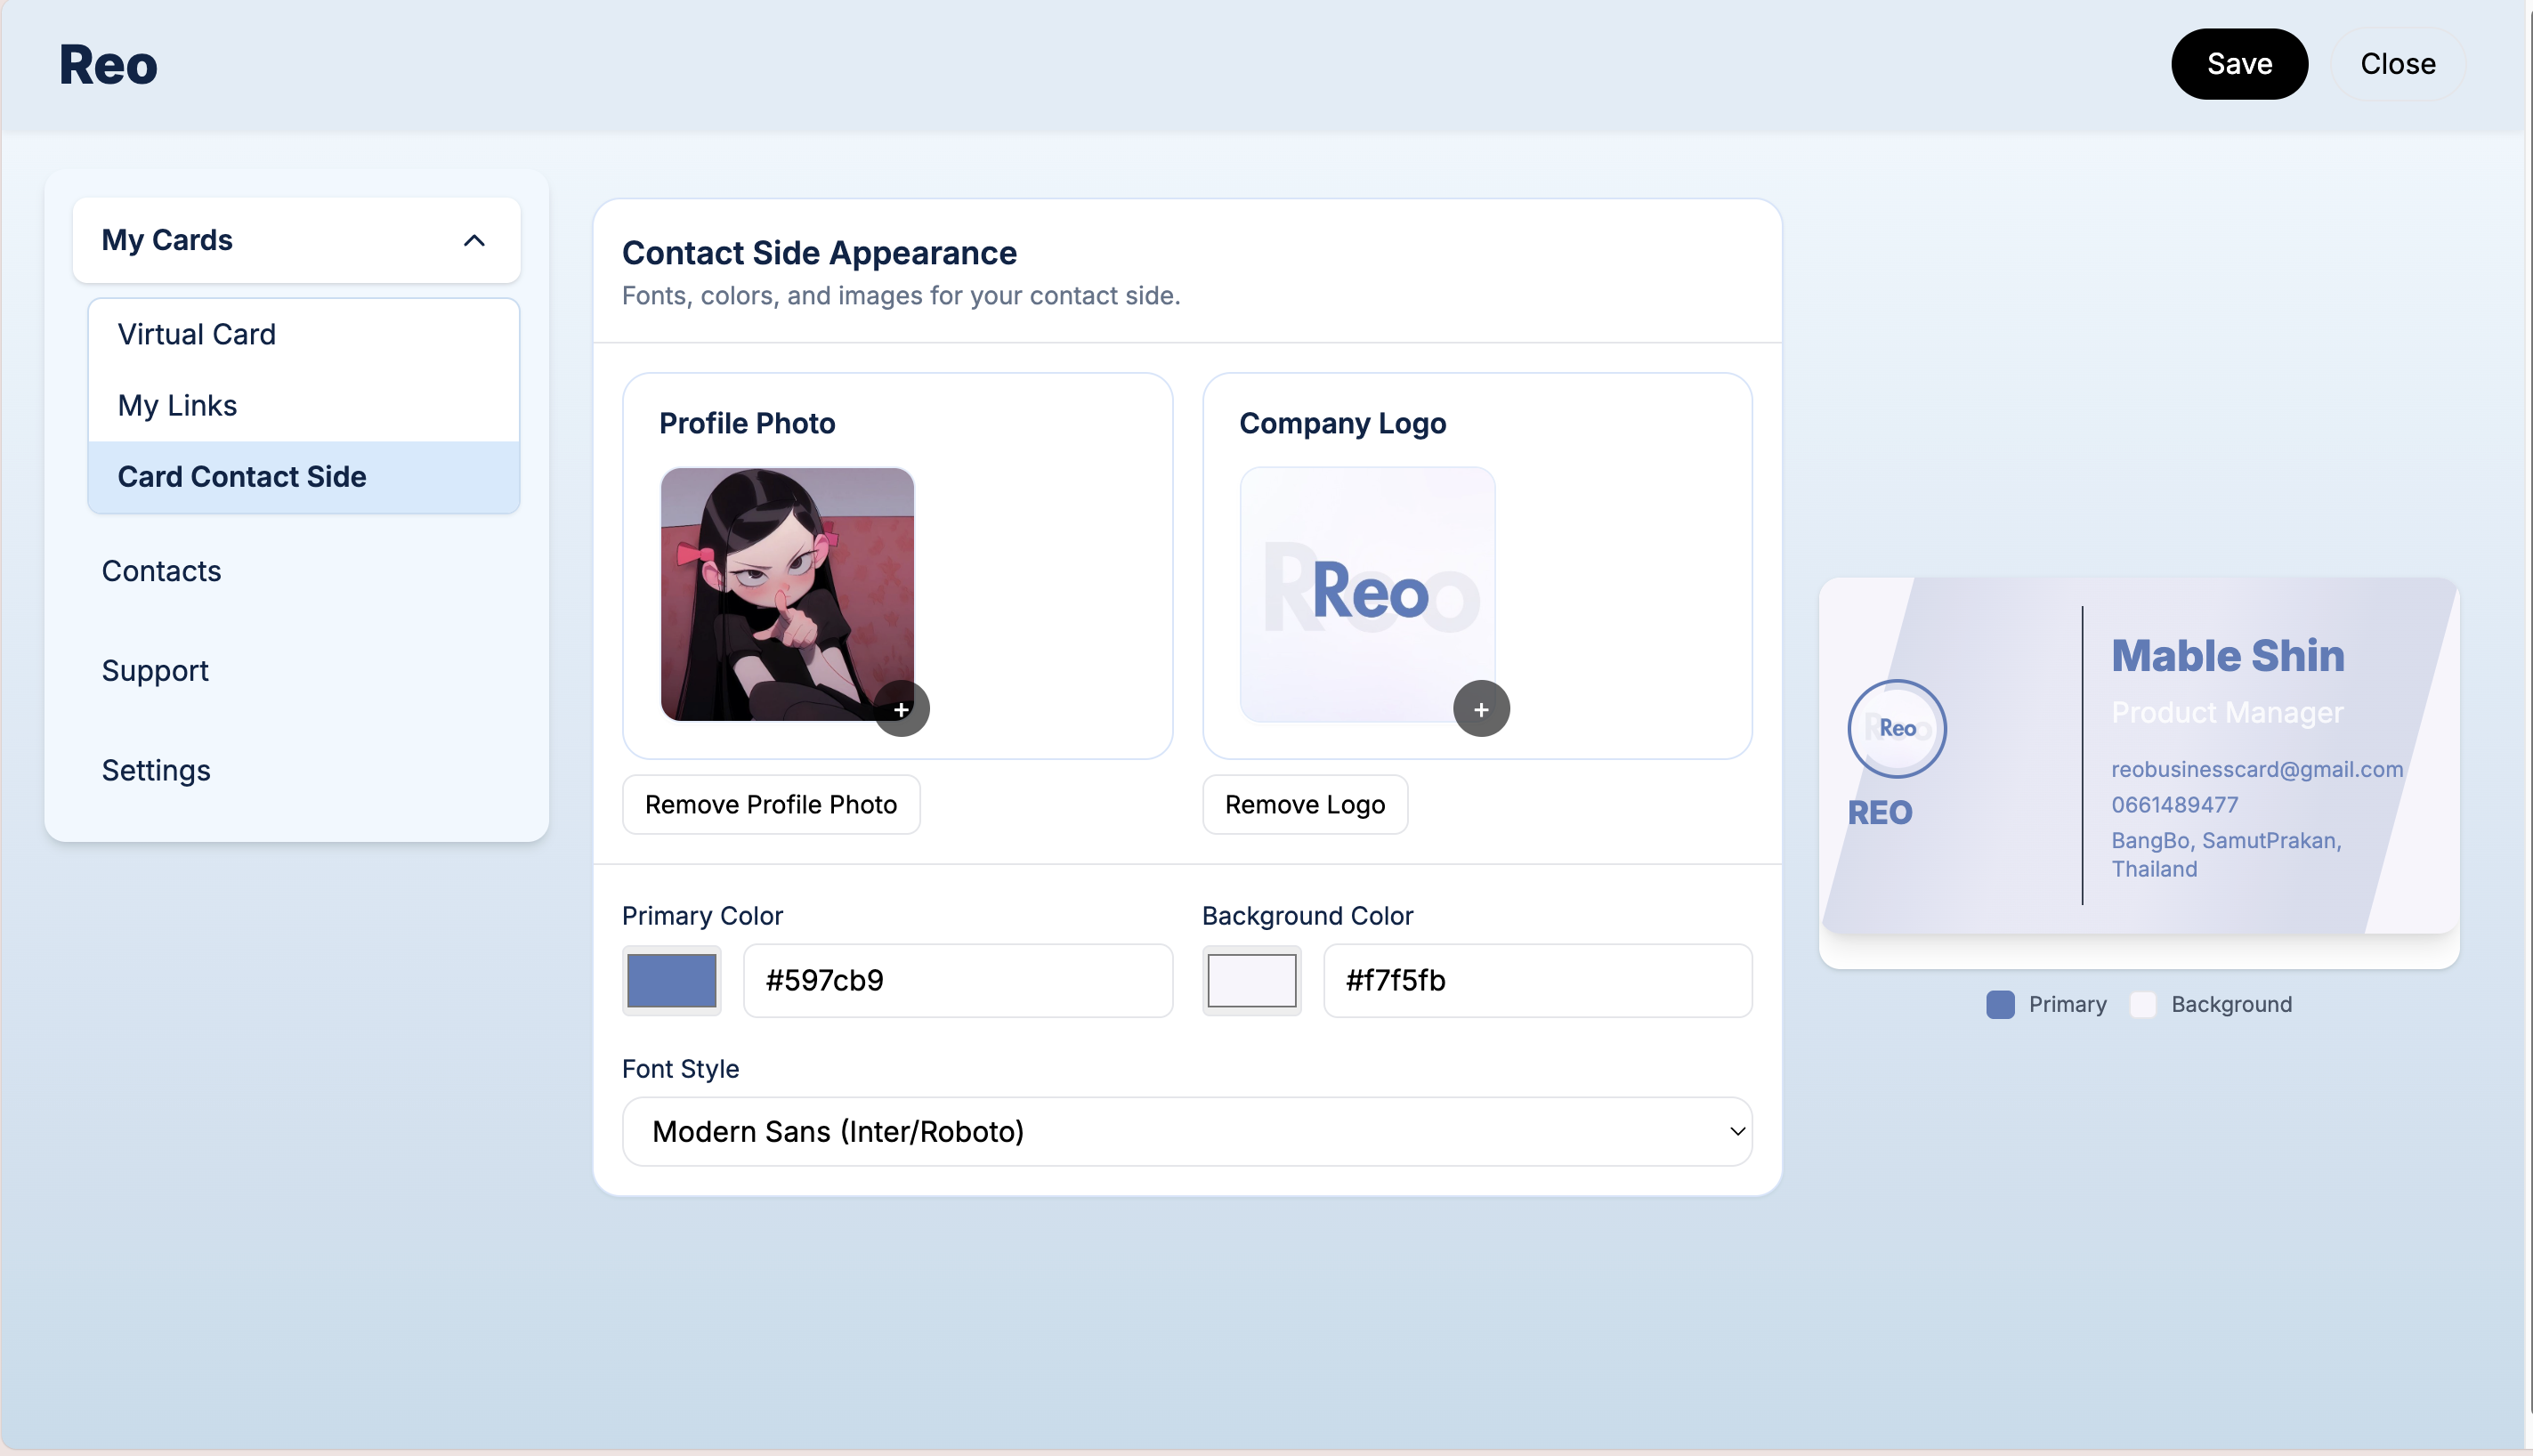 Reo
Save
Close
My Cards
Virtual Card
My Links
Card Contact Side
Contacts
Support
Settings
Contact Side Appearance
Fonts, colors, and images for your contact side.
Profile Photo
+
Remove Profile Photo
Company Logo
Reo
Reo
+
Remove Logo
Primary Color
#597cb9
Background Color
#f7f5fb
Font Style
Modern Sans (Inter/Roboto)
Reo
Reo
REO
Mable Shin
Product Manager
reobusinesscard@gmail.com
0661489477
BangBo, SamutPrakan,
Thailand
Primary
Background